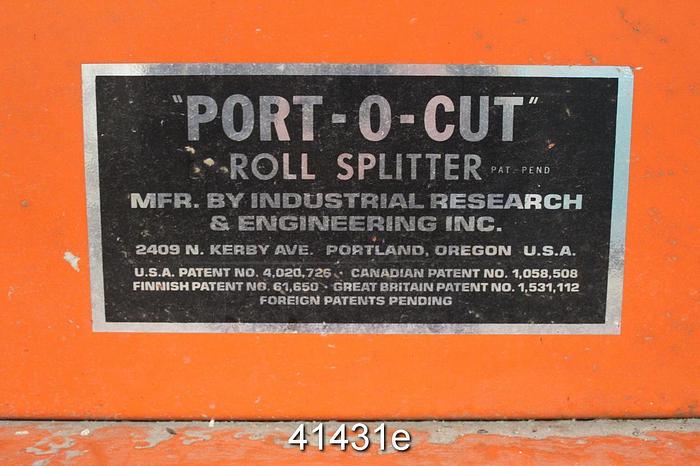 "PORT-O-CUT"
ROLL SPLITTER PAT. PEND
MFR. BY INDUSTRIAL RESEARCH
& ENGINEERING INC.
2409 N. KERBY AVE. PORTLAND, OREGON U.S.A.
U.S.A. PATENT NO. 4,020,726 · CANADIAN PATENT NO. 1,058,508
FINNISH PATENT NO. 61,650 · GREAT BRITAIN PATENT NO. 1,531,112
FOREIGN PATENTS PENDING
41431e